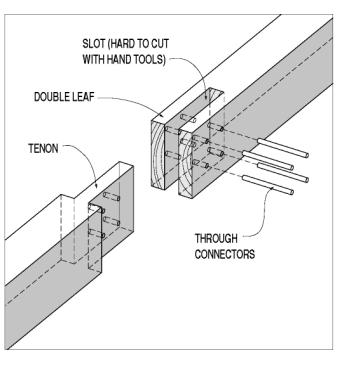 SLOT (HARD TO CUT
WITH HAND TOOLS)
DOUBLE LEAF
TENON
THROUGH
CONNECTORS